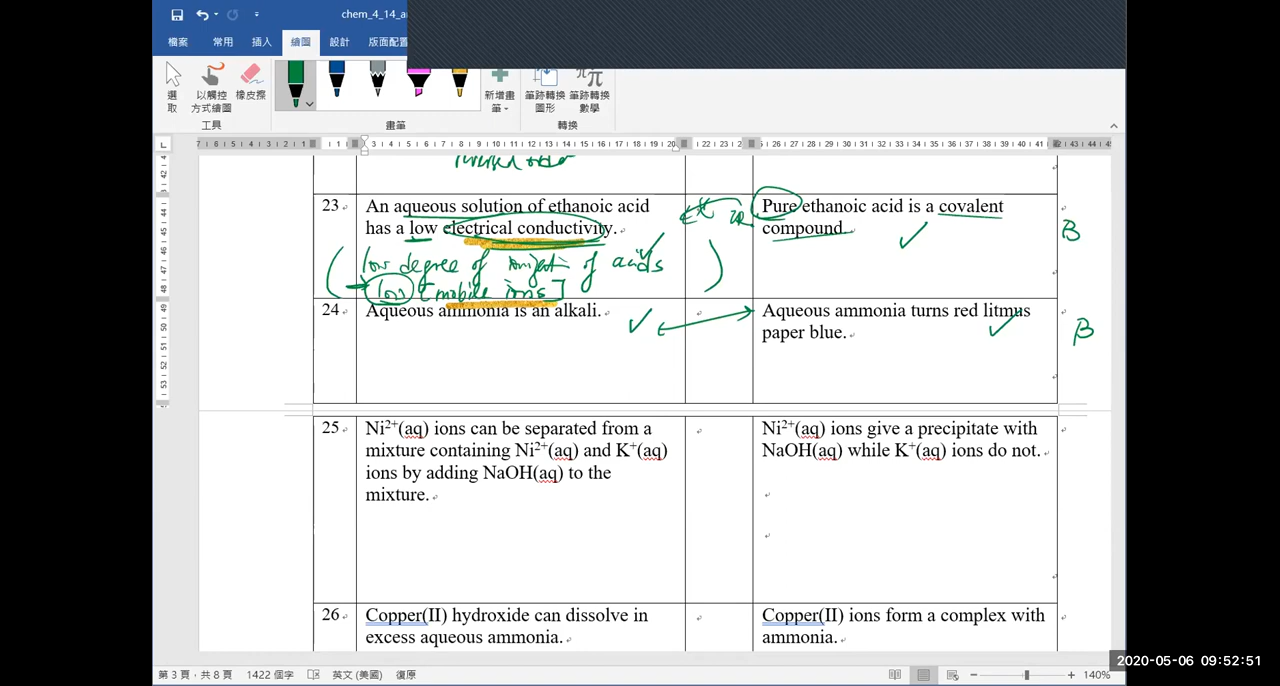 chem_4_14_a
檔案 常用 插入 繪圖 設計 版面配置
選取 以觸控方式繪圖 橡皮擦 新增畫筆 筆跡轉換圖形 筆跡轉換數學
工具 畫筆 轉換
23 An aqueous solution of ethanoic acid has a low electrical conductivity.
Pure ethanoic acid is a covalent compound.
B
(low degree of of acids
low [mobile ions])
24 Aqueous ammonia is an alkali.
Aqueous ammonia turns red litmus paper blue.
B
25 Ni²⁺(aq) ions can be separated from a mixture containing Ni²⁺(aq) and K⁺(aq) ions by adding NaOH(aq) to the mixture.
Ni²⁺(aq) ions give a precipitate with NaOH(aq) while K⁺(aq) ions do not.
26 Copper(II) hydroxide can dissolve in excess aqueous ammonia.
Copper(II) ions form a complex with ammonia.
第 3 頁，共 8 頁 1422 個字 英文 (美國) 復原 140%
2020-05-06 09:52:51